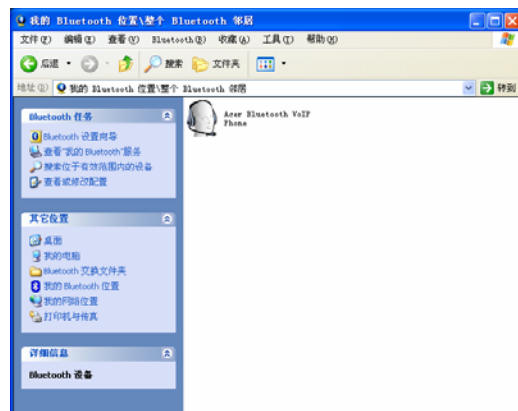 我的 Bluetooth 位置\整个 Bluetooth 邻居
文件(F) 编辑(E) 查看(V) Bluetooth(B) 收藏(A) 工具(T) 帮助(H)
后退 搜索 文件夹
地址(D) 我的 Bluetooth 位置\整个 Bluetooth 邻居 转到
Bluetooth 任务
Bluetooth 设置向导
查看“我的 Bluetooth”服务
搜索位于有效范围内的设备
查看或修改配置
其它位置
桌面
我的电脑
Bluetooth 交换文件夹
我的 Bluetooth 位置
我的网络位置
打印机与传真
详细信息
Bluetooth 设备
Acer Bluetooth VoIP
Phone